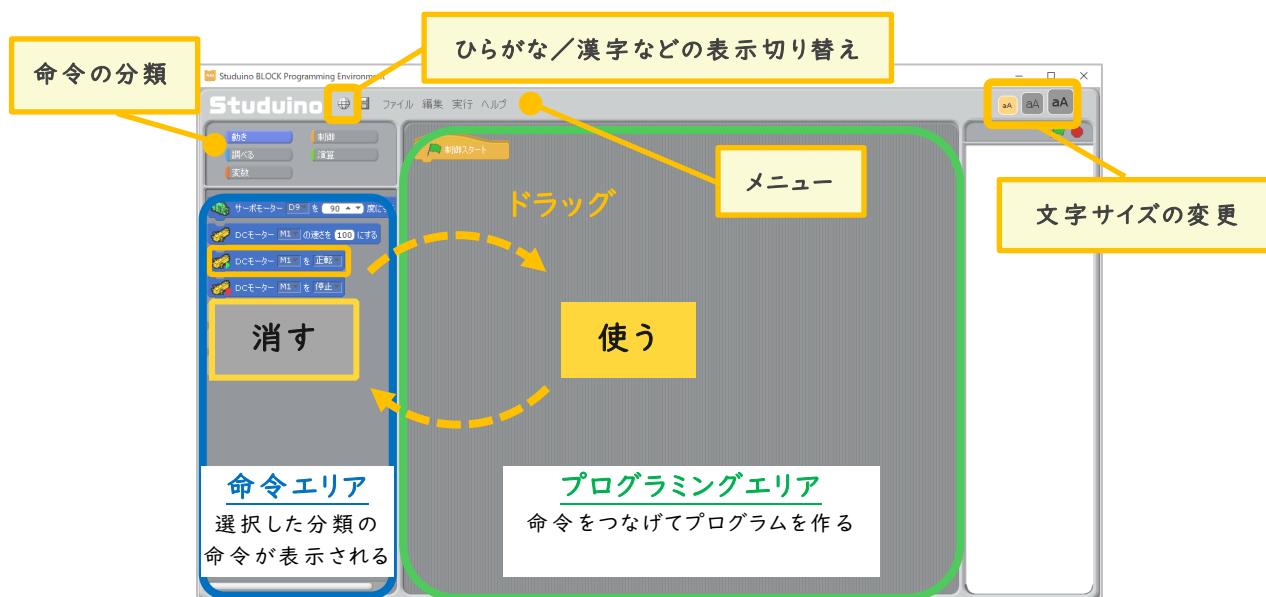 ひらがな／漢字などの表示切り替え
命令の分類
Studuino BLOCK Programming Environment
Studuino
ファイル 編集 実行 ヘルプ
aA aA aA
動き 制御
調べる 演算
変数
制御スタート
メニュー
文字サイズの変更
サーボモーター D9 を 90 度に
DCモーター M1 の速さを 100 にする
DCモーター M1 を 正転
DCモーター M1 を 停止
ドラッグ
消す
使う
命令エリア
選択した分類の
命令が表示される
プログラミングエリア
命令をつなげてプログラムを作る